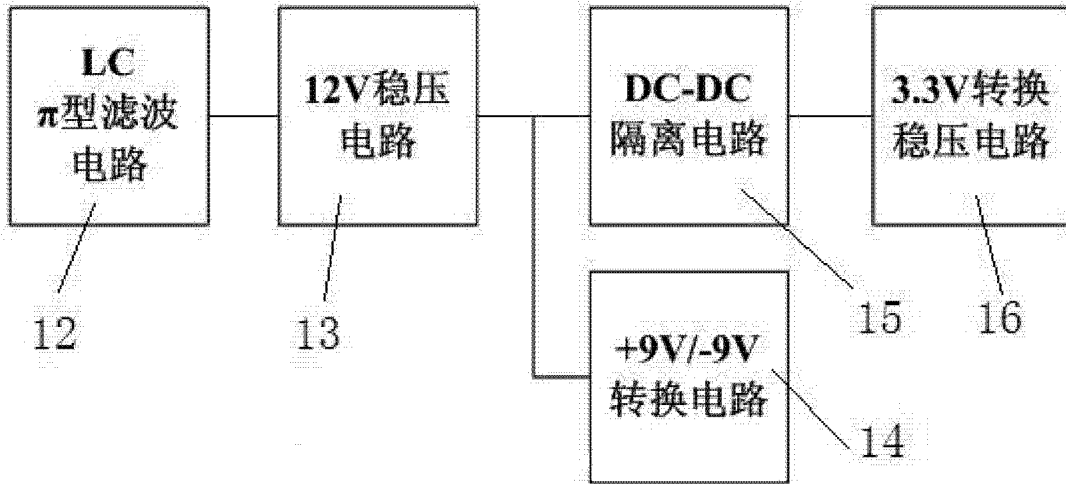 LC
π型滤波
电路
12V稳压
电路
DC-DC
隔离电路
3.3V转换
稳压电路
12
13
15
16
+9V/-9V
转换电路
14